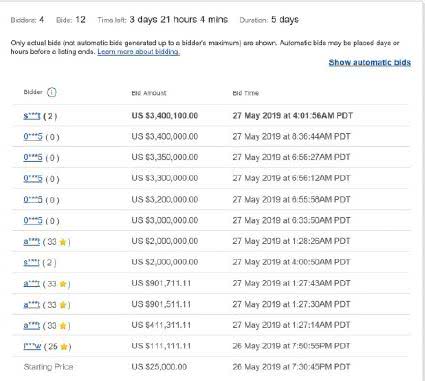 Bidders: 4 Bids: 12 Time left: 3 days 21 hours 4 mins Duration: 5 days
Only actual bids (not automatic bids generated up to a bidder's maximum) are shown. Automatic bids may be placed days or
hours before a listing ends. Learn more about bidding.
Show automatic bids
Bidder Bid Amount Bid Time
s***t (2) US $3,400,100.00 27 May 2019 at 4:01:56AM PDT
0***5 (0) US $3,400,000.00 27 May 2019 at 8:36:44AM PDT
0***5 (0) US $3,350,000.00 27 May 2019 at 6:56:27AM PDT
0***5 (0) US $3,300,000.00 27 May 2019 at 6:56:12AM PDT
0***5 (0) US $3,200,000.00 27 May 2019 at 6:55:58AM PDT
0***5 (0) US $3,000,000.00 27 May 2019 at 6:33:50AM PDT
a***t (33) US $2,000,000.00 27 May 2019 at 1:28:26AM PDT
s***t (2) US $2,000,000.00 27 May 2019 at 4:00:50AM PDT
a***t (33) US $901,711.11 27 May 2019 at 1:27:43AM PDT
a***t (33) US $901,511.11 27 May 2019 at 1:27:30AM PDT
a***t (33) US $411,311.11 27 May 2019 at 1:27:14AM PDT
l***w (25) US $111,111.11 26 May 2019 at 7:50:55PM PDT
Starting Price US $25,000.00 26 May 2019 at 7:30:45PM PDT